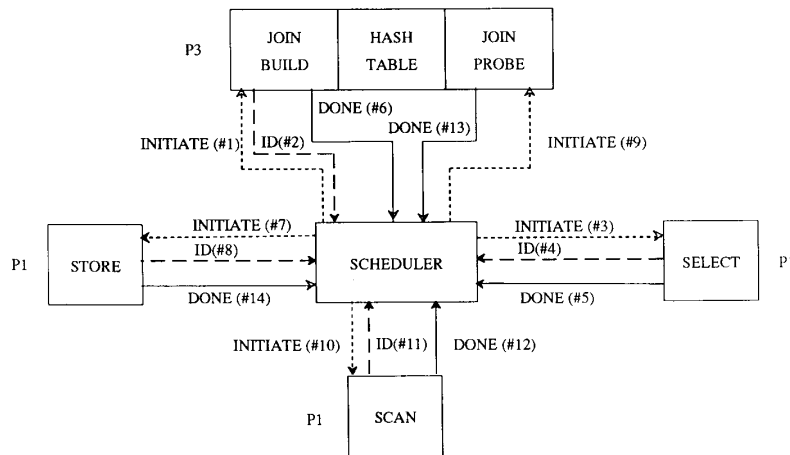 P3
JOIN
BUILD
HASH
TABLE
JOIN
PROBE
DONE (#6)
DONE (#13)
INITIATE (#1)
ID(#2)
INITIATE (#9)
P1
STORE
INITIATE (#7)
ID(#8)
DONE (#14)
SCHEDULER
INITIATE (#3)
ID(#4)
DONE (#5)
SELECT
P
INITIATE (#10)
ID(#11)
DONE (#12)
P1
SCAN